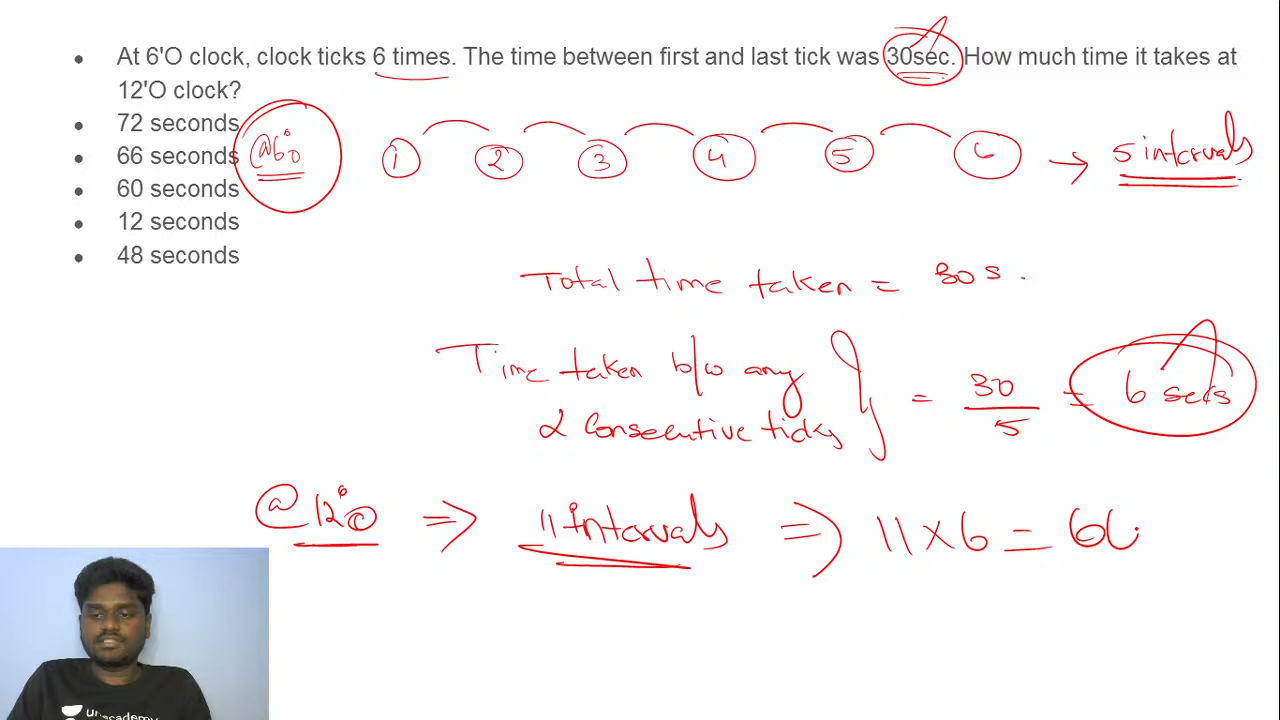 At 6'O clock, clock ticks 6 times. The time between first and last tick was 30sec. How much time it takes at
12'O clock?
72 seconds
66 seconds
60 seconds
12 seconds
48 seconds
@ 6°0
1 2 3 4 5 6 → 5 intervals
Total time taken = 30s.
Time taken b/w any
2 consecutive ticks } = 30/5 = 6 secs
@ 12°0 ⇒ 11 intervals ⇒ 11 × 6 = 66
unacademy